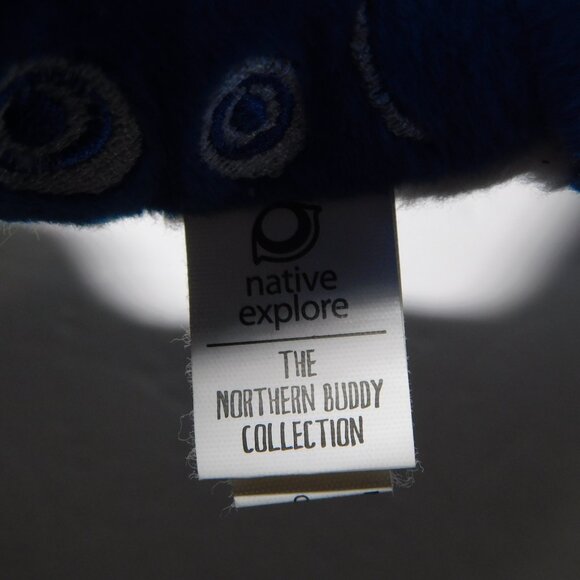 native
explore
THE
NORTHERN BUDDY
COLLECTION